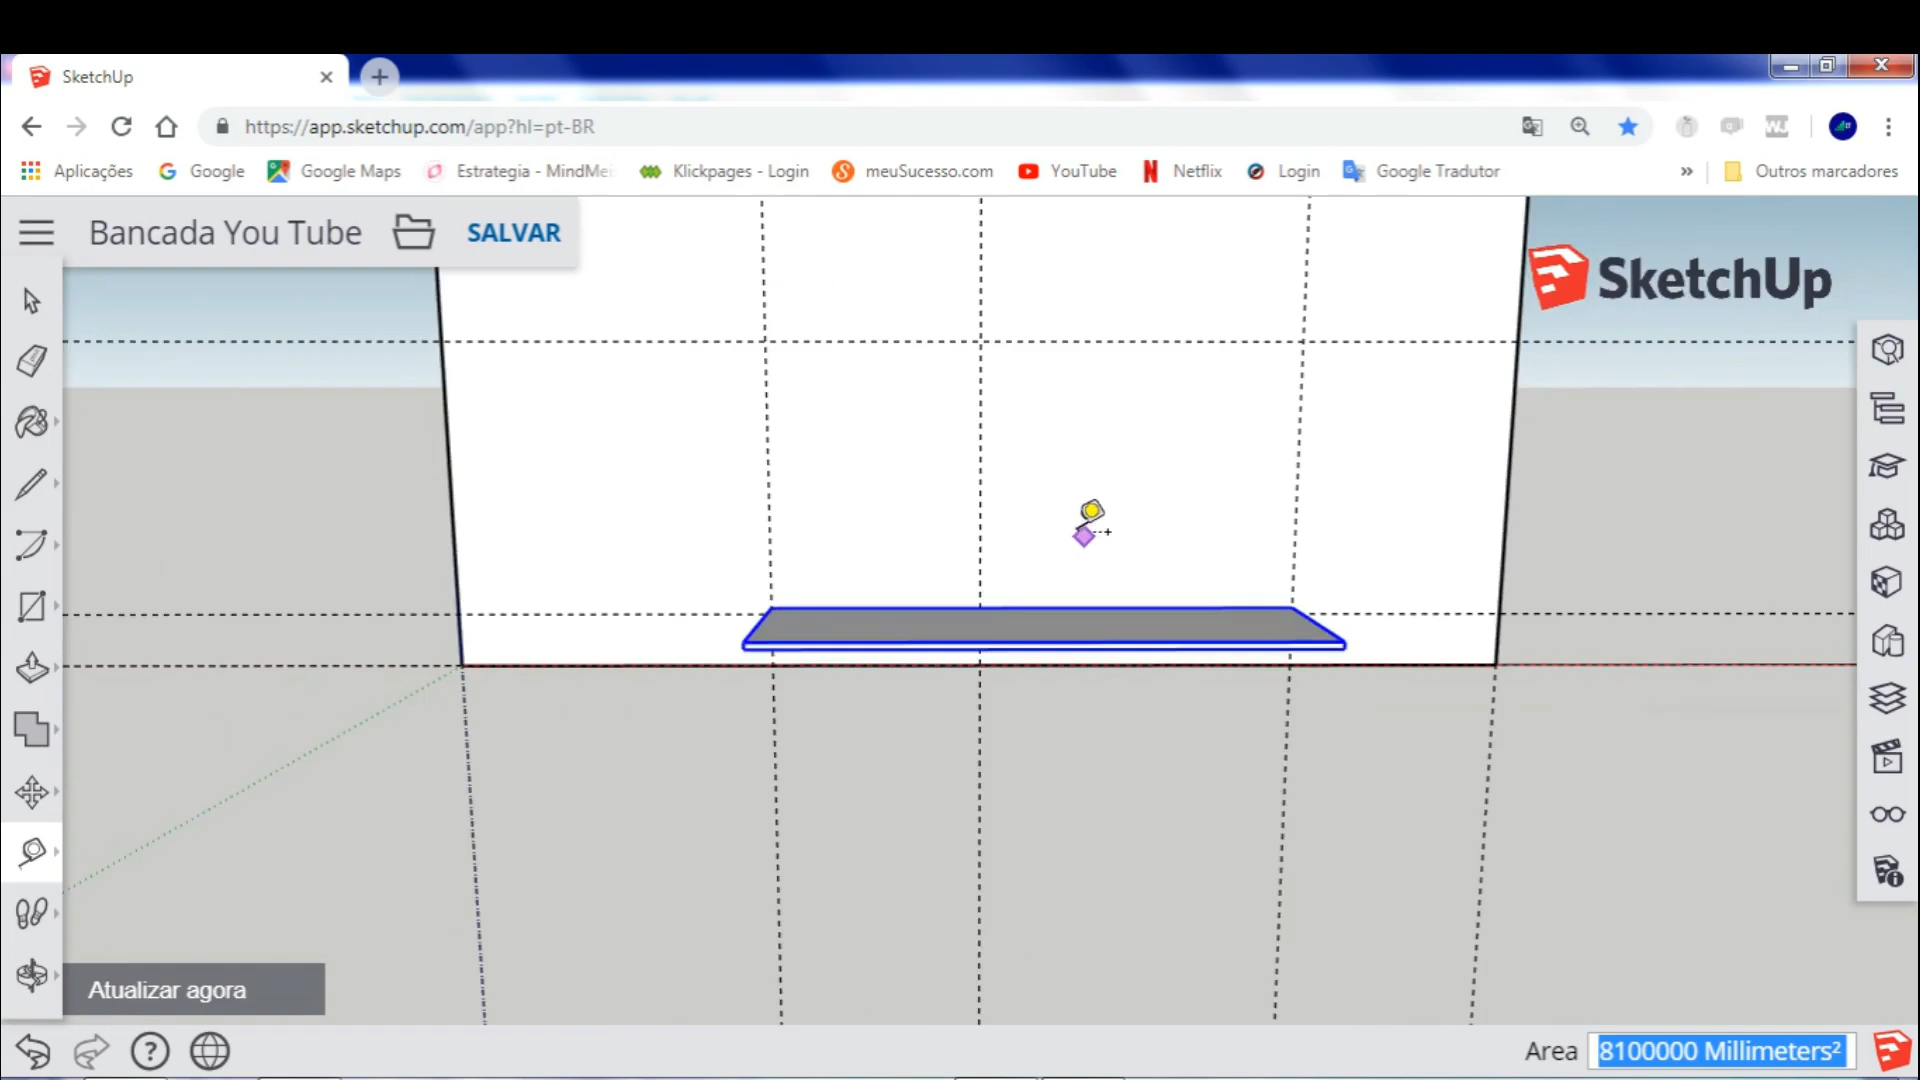 SketchUp
https://app.sketchup.com/app?hl=pt-BR
Aplicações Google Google Maps Estrategia - MindMei Klickpages - Login meuSucesso.com YouTube Netflix Login Google Tradutor » Outros marcadores
Bancada You Tube SALVAR
SketchUp
Atualizar agora
Area 8100000 Millimeters²